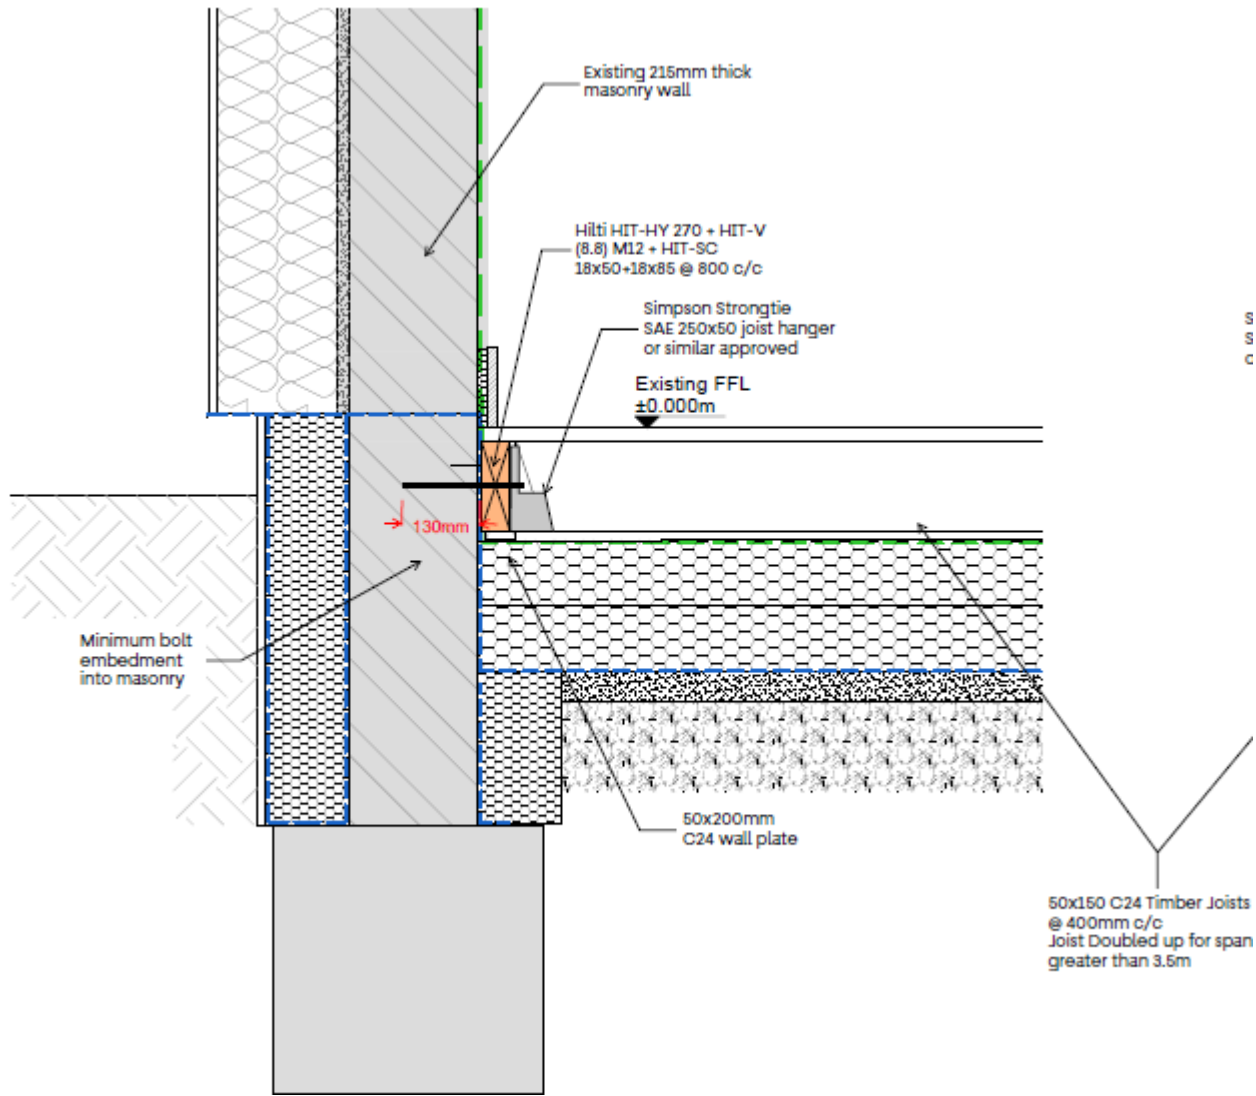 Existing 215mm thick
masonry wall
Hilti HIT-HY 270 + HIT-V
(8.8) M12 + HIT-SC
18x50+18x85 @ 800 c/c
Simpson Strongtie
SAE 250x50 joist hanger
or similar approved
Existing FFL
±0.000m
130mm
Minimum bolt
embedment
into masonry
50x200mm
C24 wall plate
50x150 C24 Timber Joists
@ 400mm c/c
Joist Doubled up for span
greater than 3.5m